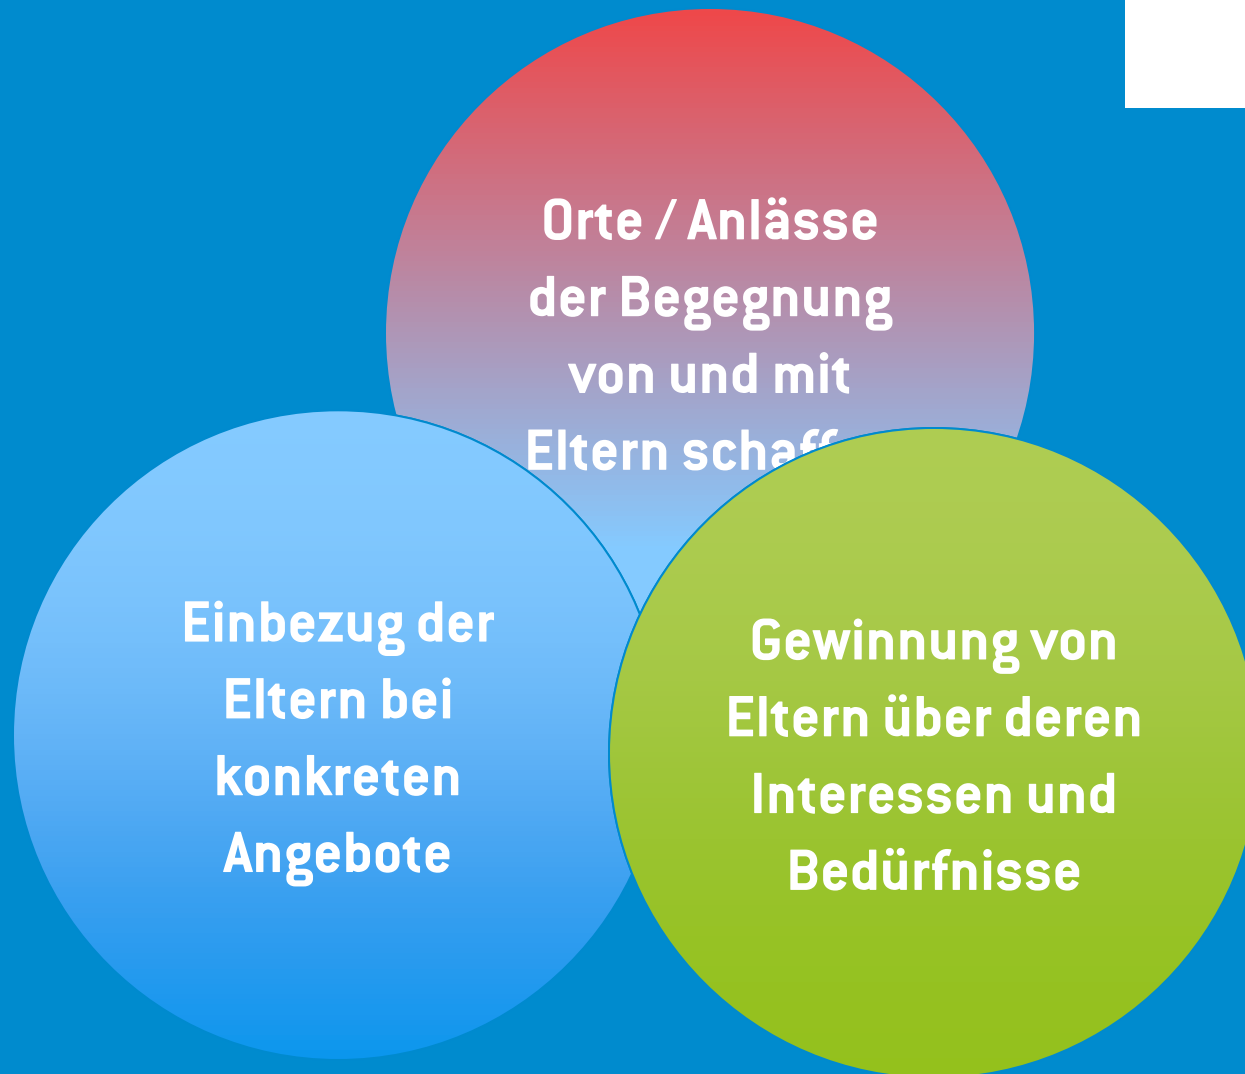 Orte / Anlässe
der Begegnung
von und mit
Eltern
Einbezug der
Eltern bei
konkreten
Angebote
Gewinnung von
Eltern über deren
Interessen und
Bedürfnisse